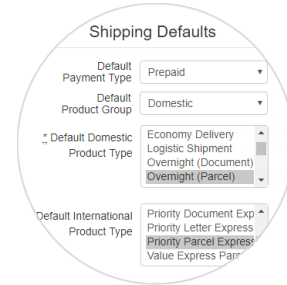 Shipping Defaults
Default
Payment Type
Prepaid
Default
Product Group
Domestic
* Default Domestic
Product Type
Economy Delivery
Logistic Shipment
Overnight (Document)
Overnight (Parcel)
Default International
Product Type
Priority Document Exp
Priority Letter Express
Priority Parcel Express
Value Express Parc